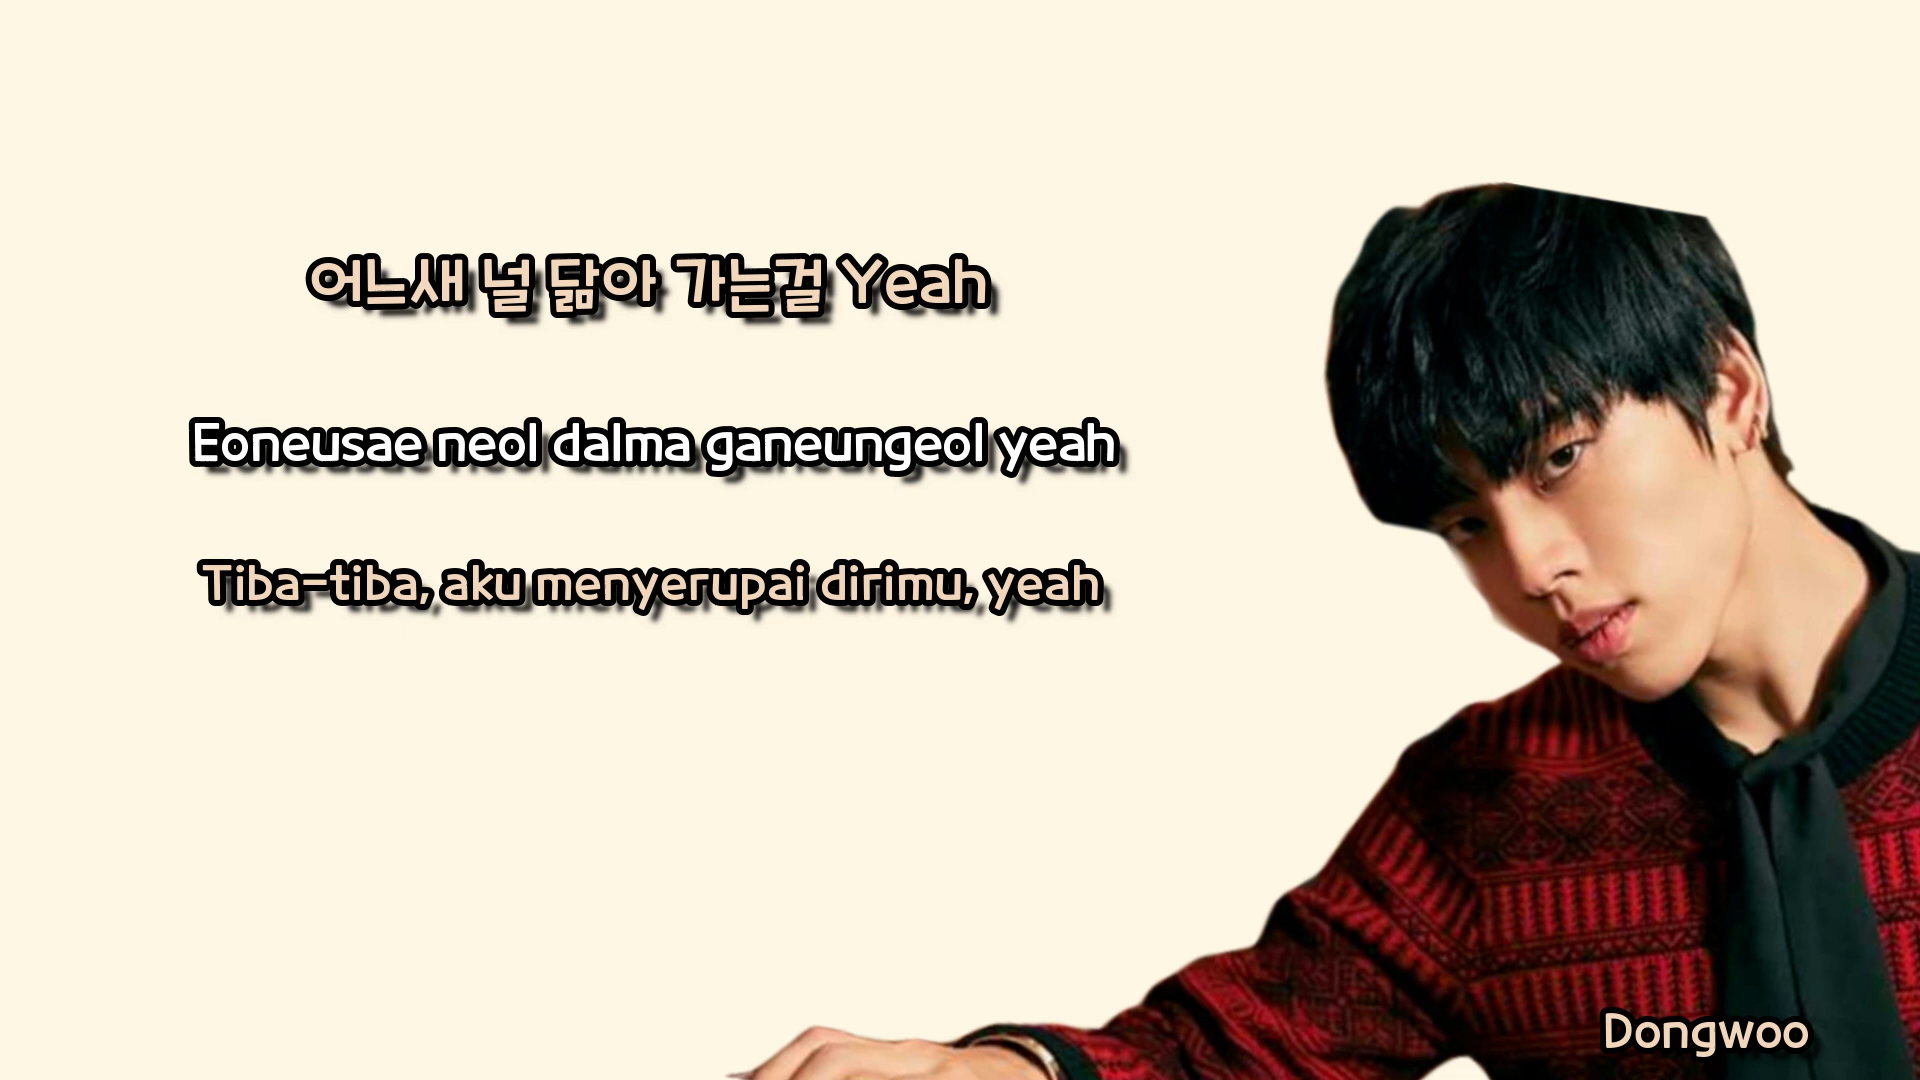 어느새 널 닮아 가는걸 Yeah
Eoneusae neol dalma ganeungeol yeah
Tiba-tiba, aku menyerupai dirimu, yeah
Dongwoo